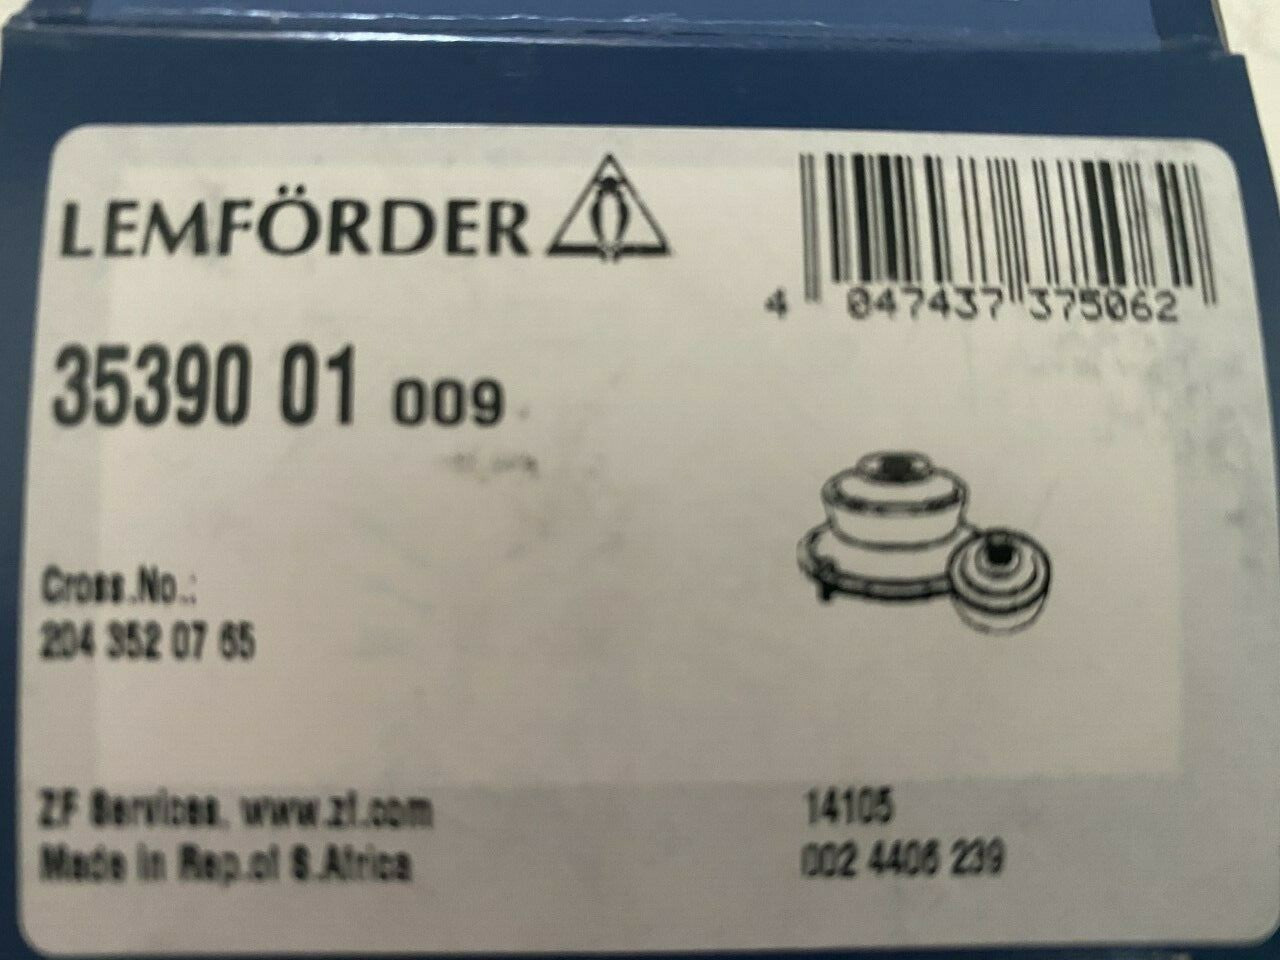 LEMFÖRDER
4 047437 375062
35390 01 009
Cross.No.:
204 352 07 65
ZF Services, www.zf.com
Made in Rep.of S.Africa
14105
002 4406 239